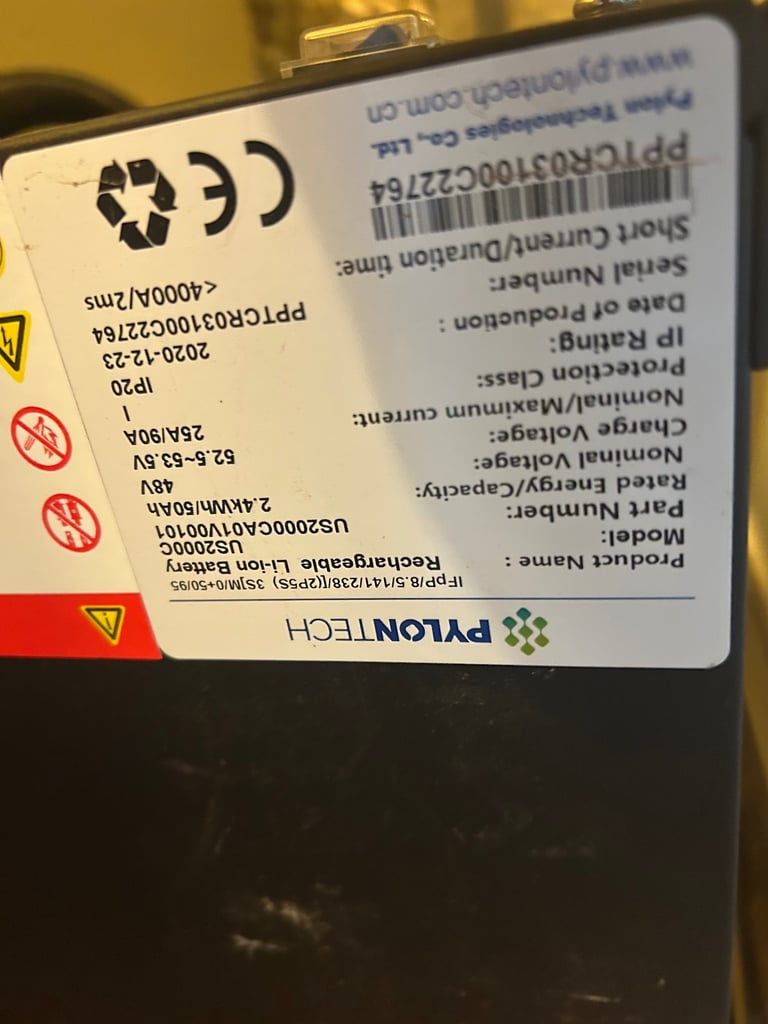 PYLONTECH
IFpP/8.5/141/238/[(2P5S) 3S]M/0+50/95
Product Name : Rechargeable Li-ion Battery
Model: US2000C
Part Number: US2000CA01V00101
Rated Energy/Capacity: 2.4kWh/50Ah
Nominal Voltage: 48V
Charge Voltage: 52.5~53.5V
Nominal/Maximum current: 25A/90A
Protection Class: I
IP Rating: IP20
Date of Production : 2020-12-23
Serial Number: PPTCR03100C22764
Short Current/Duration time: <4000A/2ms
PPTCR03100C22764
CE
Pylon Technologies Co., Ltd.
www.pylontech.com.cn